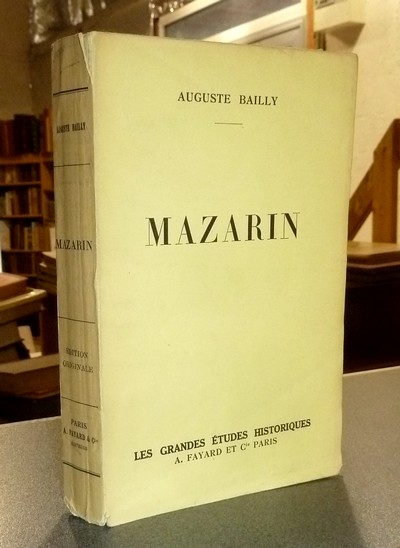 AUGUSTE BAILLY
MAZARIN
LES GRANDES ÉTUDES HISTORIQUES
A. FAYARD ET Cie PARIS
AUGUSTE BAILLY
MAZARIN
ÉDITION
ORIGINALE
PARIS
A. FAYARD & Cie